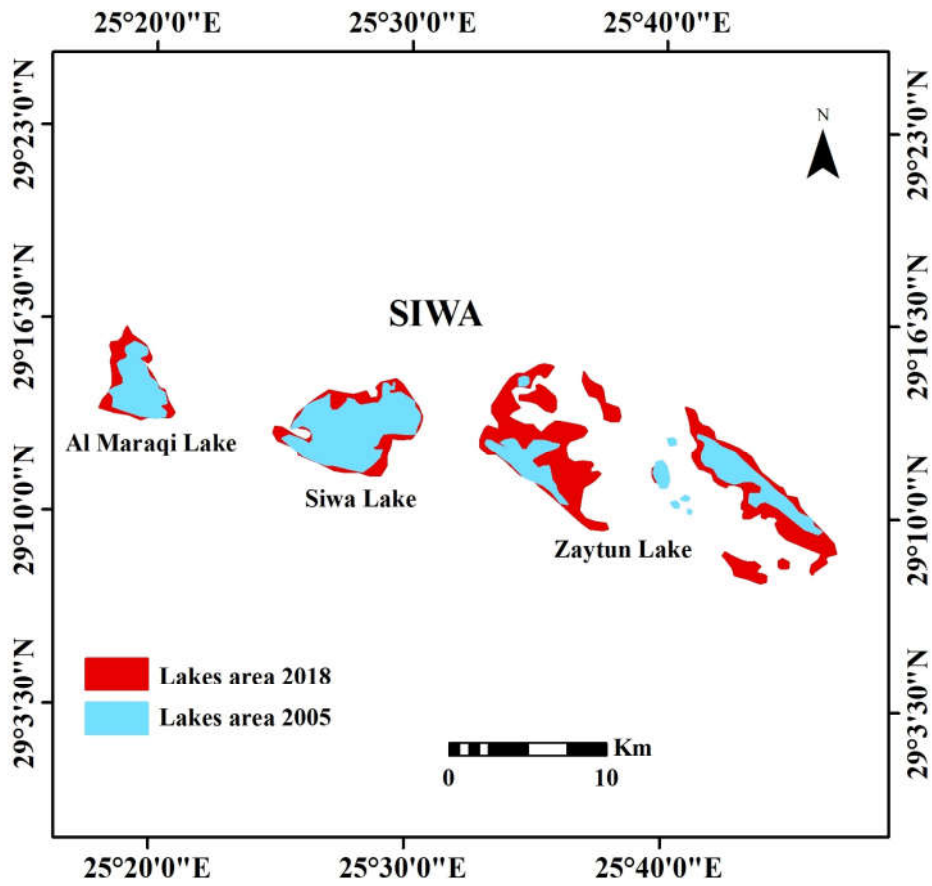 25°20'0"E 25°30'0"E 25°40'0"E
29°23'0"N
29°23'0"N
N
29°16'30"N
29°16'30"N
SIWA
Al Maraqi Lake
Siwa Lake
29°10'0"N
29°10'0"N
Zaytun Lake
Lakes area 2018
Lakes area 2005
29°3'30"N
29°3'30"N
Km
0 10
25°20'0"E 25°30'0"E 25°40'0"E